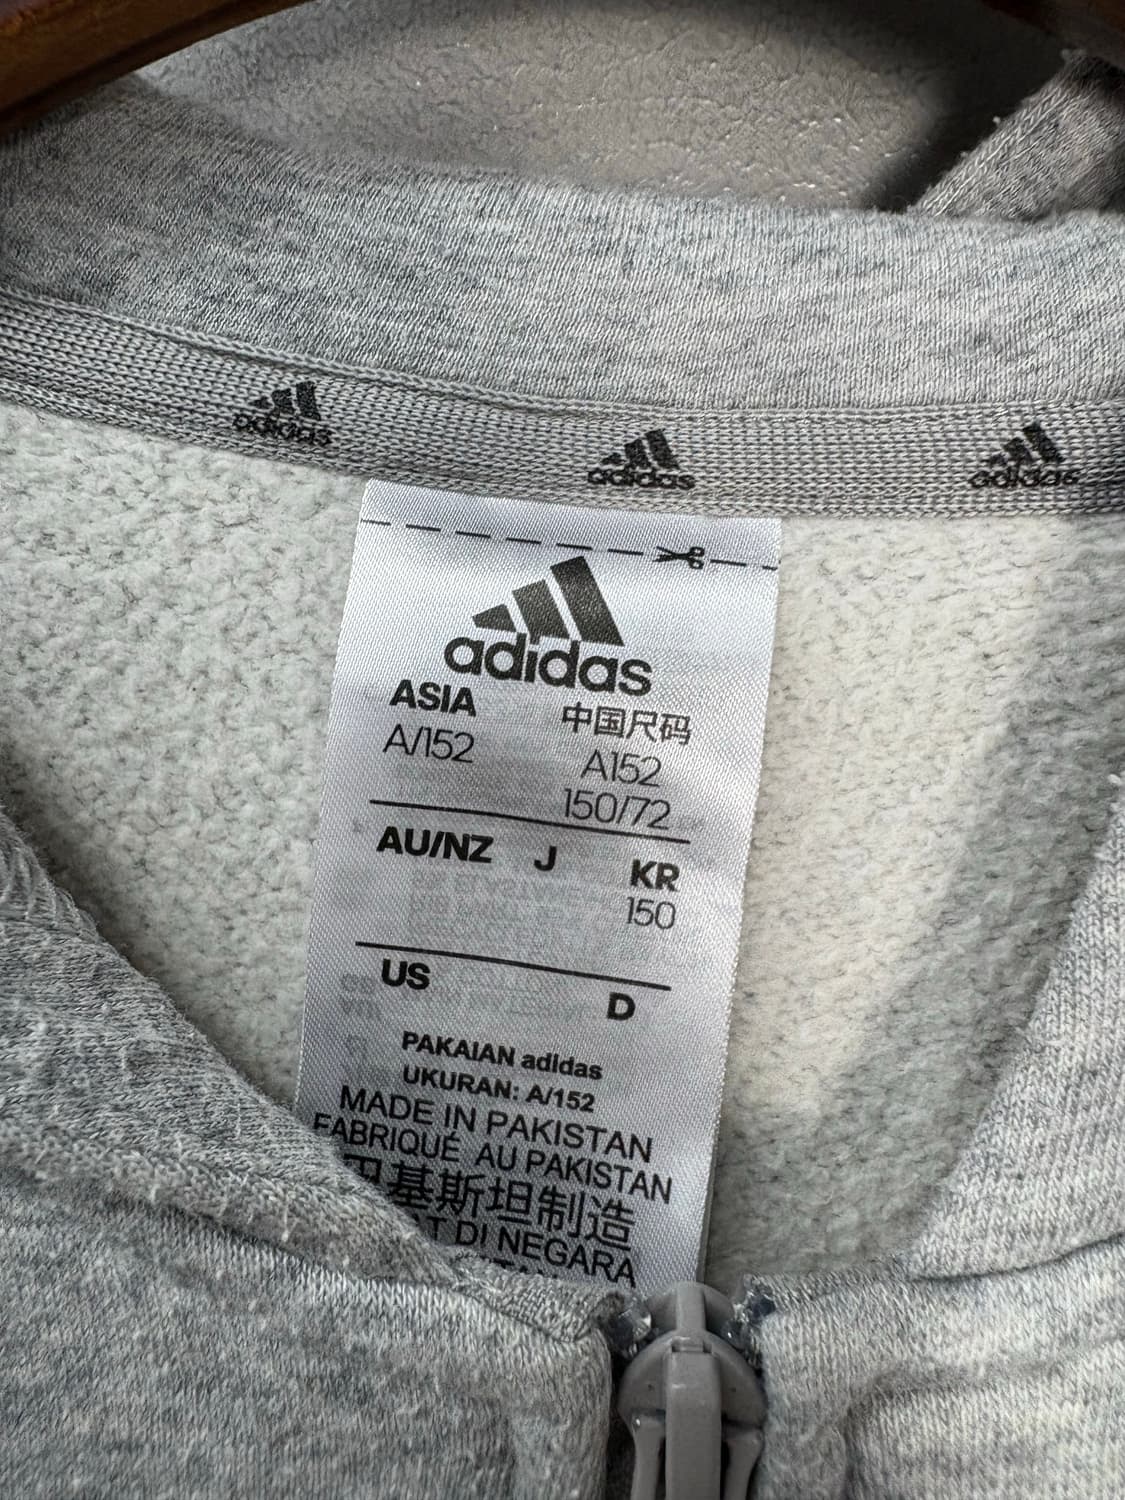 adidas adidas adidas
adidas
ASIA 中国尺码
A/152 A152
150/72
AU/NZ J KR
150
US D
PAKAIAN adidas
UKURAN: A/152
MADE IN PAKISTAN
FABRIQUÉ AU PAKISTAN
巴基斯坦制造
DI NEGARA